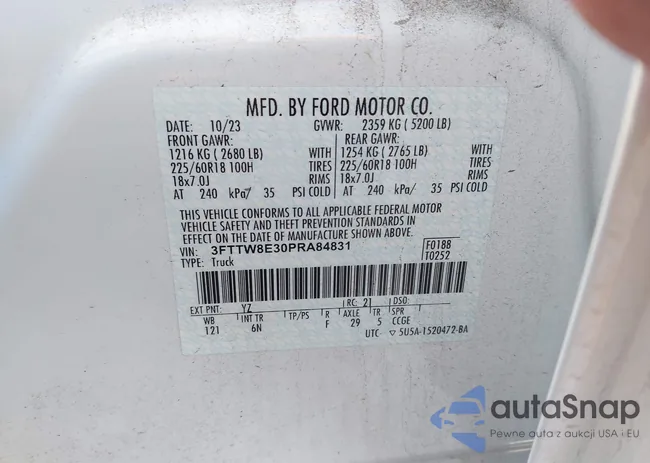 MFD. BY FORD MOTOR CO.
DATE: 10/23 GVWR: 2359 KG ( 5200 LB)
FRONT GAWR: REAR GAWR:
1216 KG ( 2680 LB) WITH 1254 KG ( 2765 LB) WITH
225/60R18 100H TIRES 225/60R18 100H TIRES
18x7.0J RIMS 18x7.0J RIMS
AT 240 kPa/ 35 PSI COLD AT 240 kPa/ 35 PSI COLD
THIS VEHICLE CONFORMS TO ALL APPLICABLE FEDERAL MOTOR
VEHICLE SAFETY AND THEFT PREVENTION STANDARDS IN
EFFECT ON THE DATE OF MANUFACTURE SHOWN ABOVE.
VIN: 3FTTW8E30PRA84831 F0188
TYPE: Truck T0252
EXT PNT: YZ RC: 21 DSO:
WB INT TR TP/PS R AXLE TR SPR
121 6N F 29 5 CCGE
UTC ▽ 5U5A-1520472-BA
autoSnap
Pewne auta z aukcji USA i EU